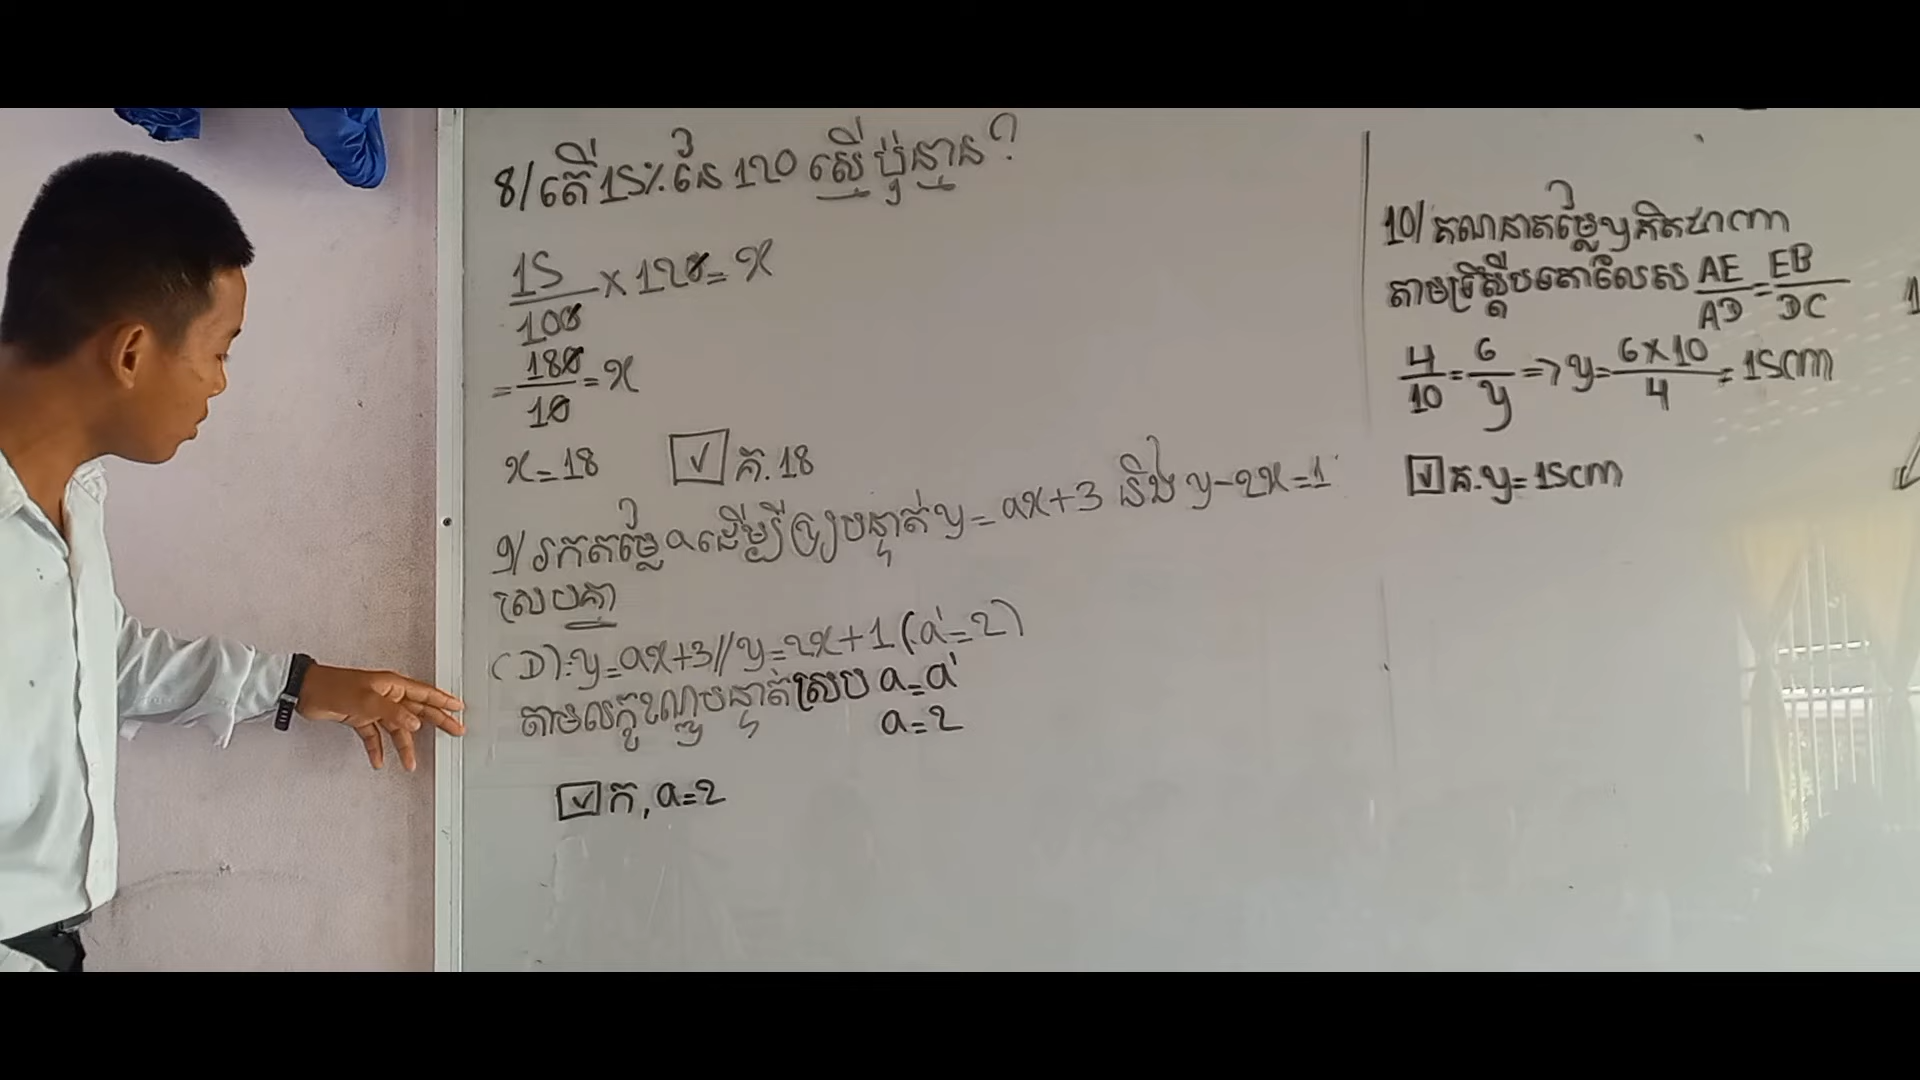 8/ តើ 15% នៃ 120 ស្មើប៉ុន្មាន?
15/100 × 120 = x
= 180/10 = x
x = 18 ☑ គ. 18
9/ រកតម្លៃ a ដើម្បីឲ្យបន្ទាត់ y = ax+3 និង y-2x=1
ស្របគ្នា
(D): y=ax+3 // y=2x+1 (a'=2)
តាមលក្ខខណ្ឌបន្ទាត់ស្រប a=a'
a=2
☑ ក, a=2
10/ គណនាតម្លៃ y គិតជា cm
តាមទ្រឹស្តីបទតាលែស AE/AD = EB/DC
4/10 = 6/y => y = 6×10/4 = 15cm
☑ គ. y = 15cm